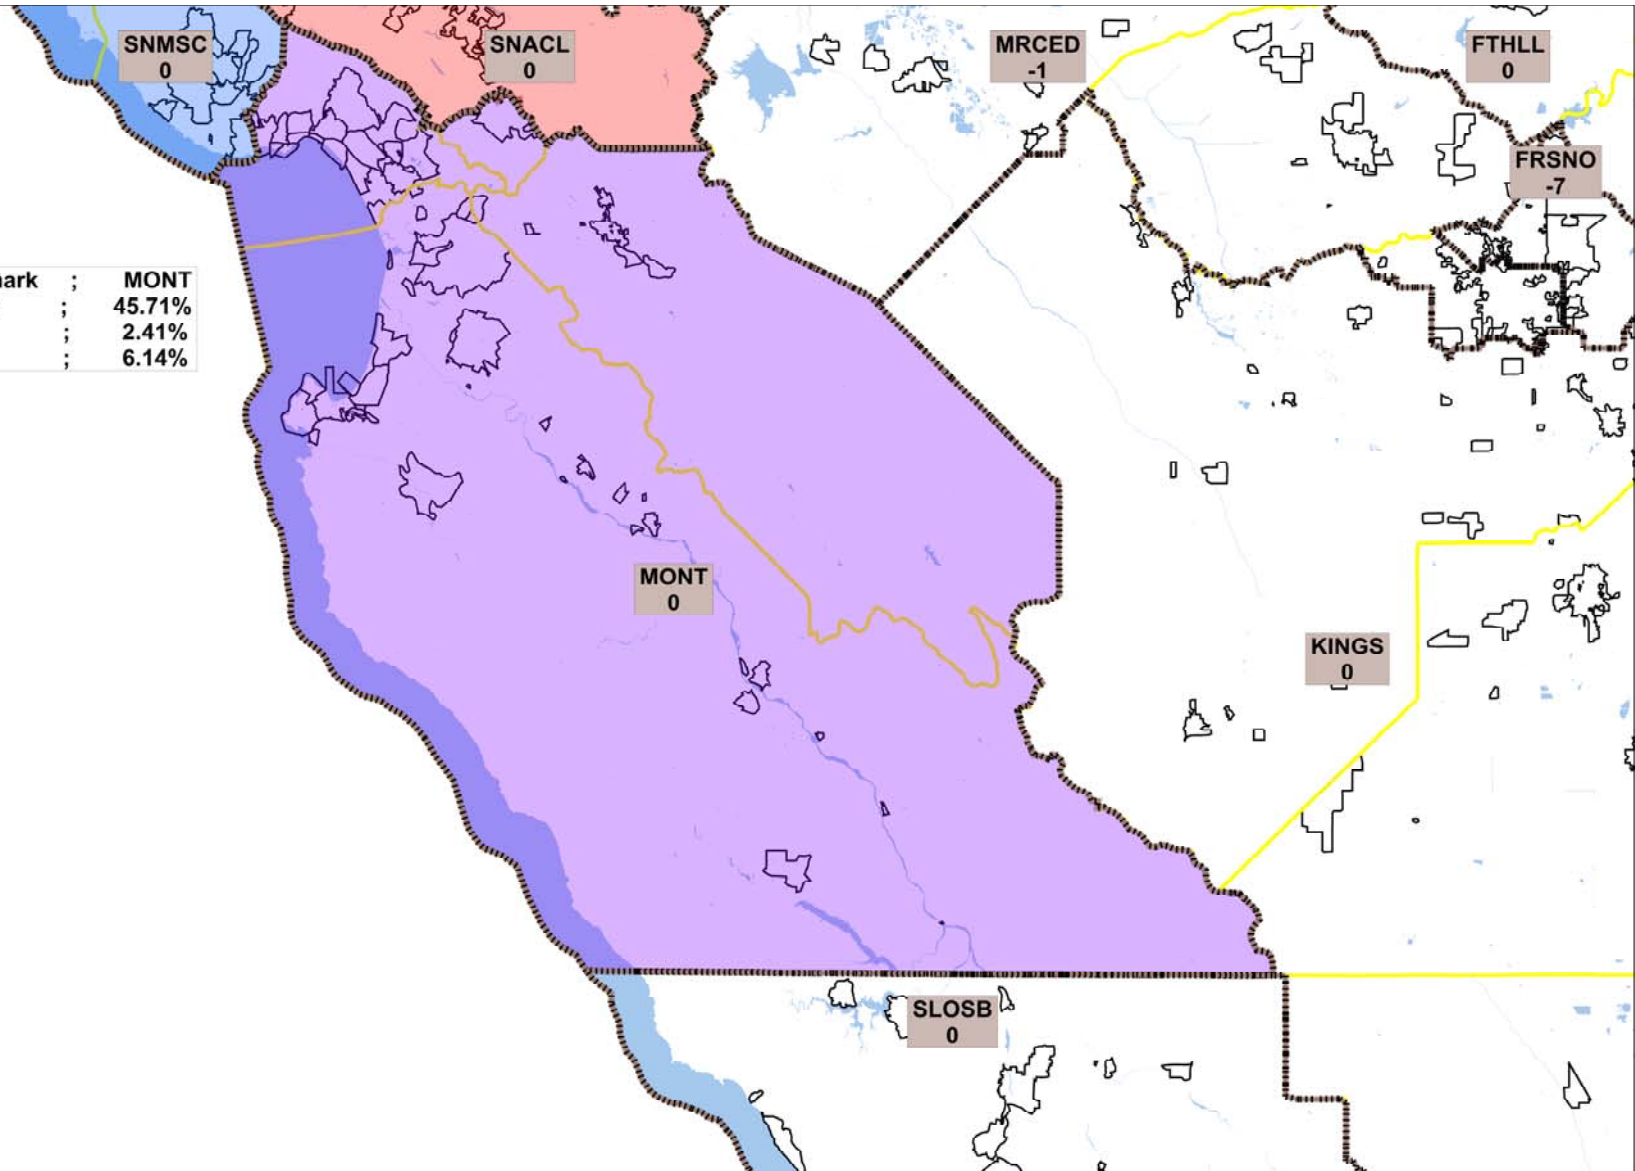 SNMSC
0
SNACL
0
MRCED
-1
FTHLL
0
FRSNO
-7
ark ; MONT
; 45.71%
; 2.41%
; 6.14%
MONT
0
KINGS
0
SLOSB
0